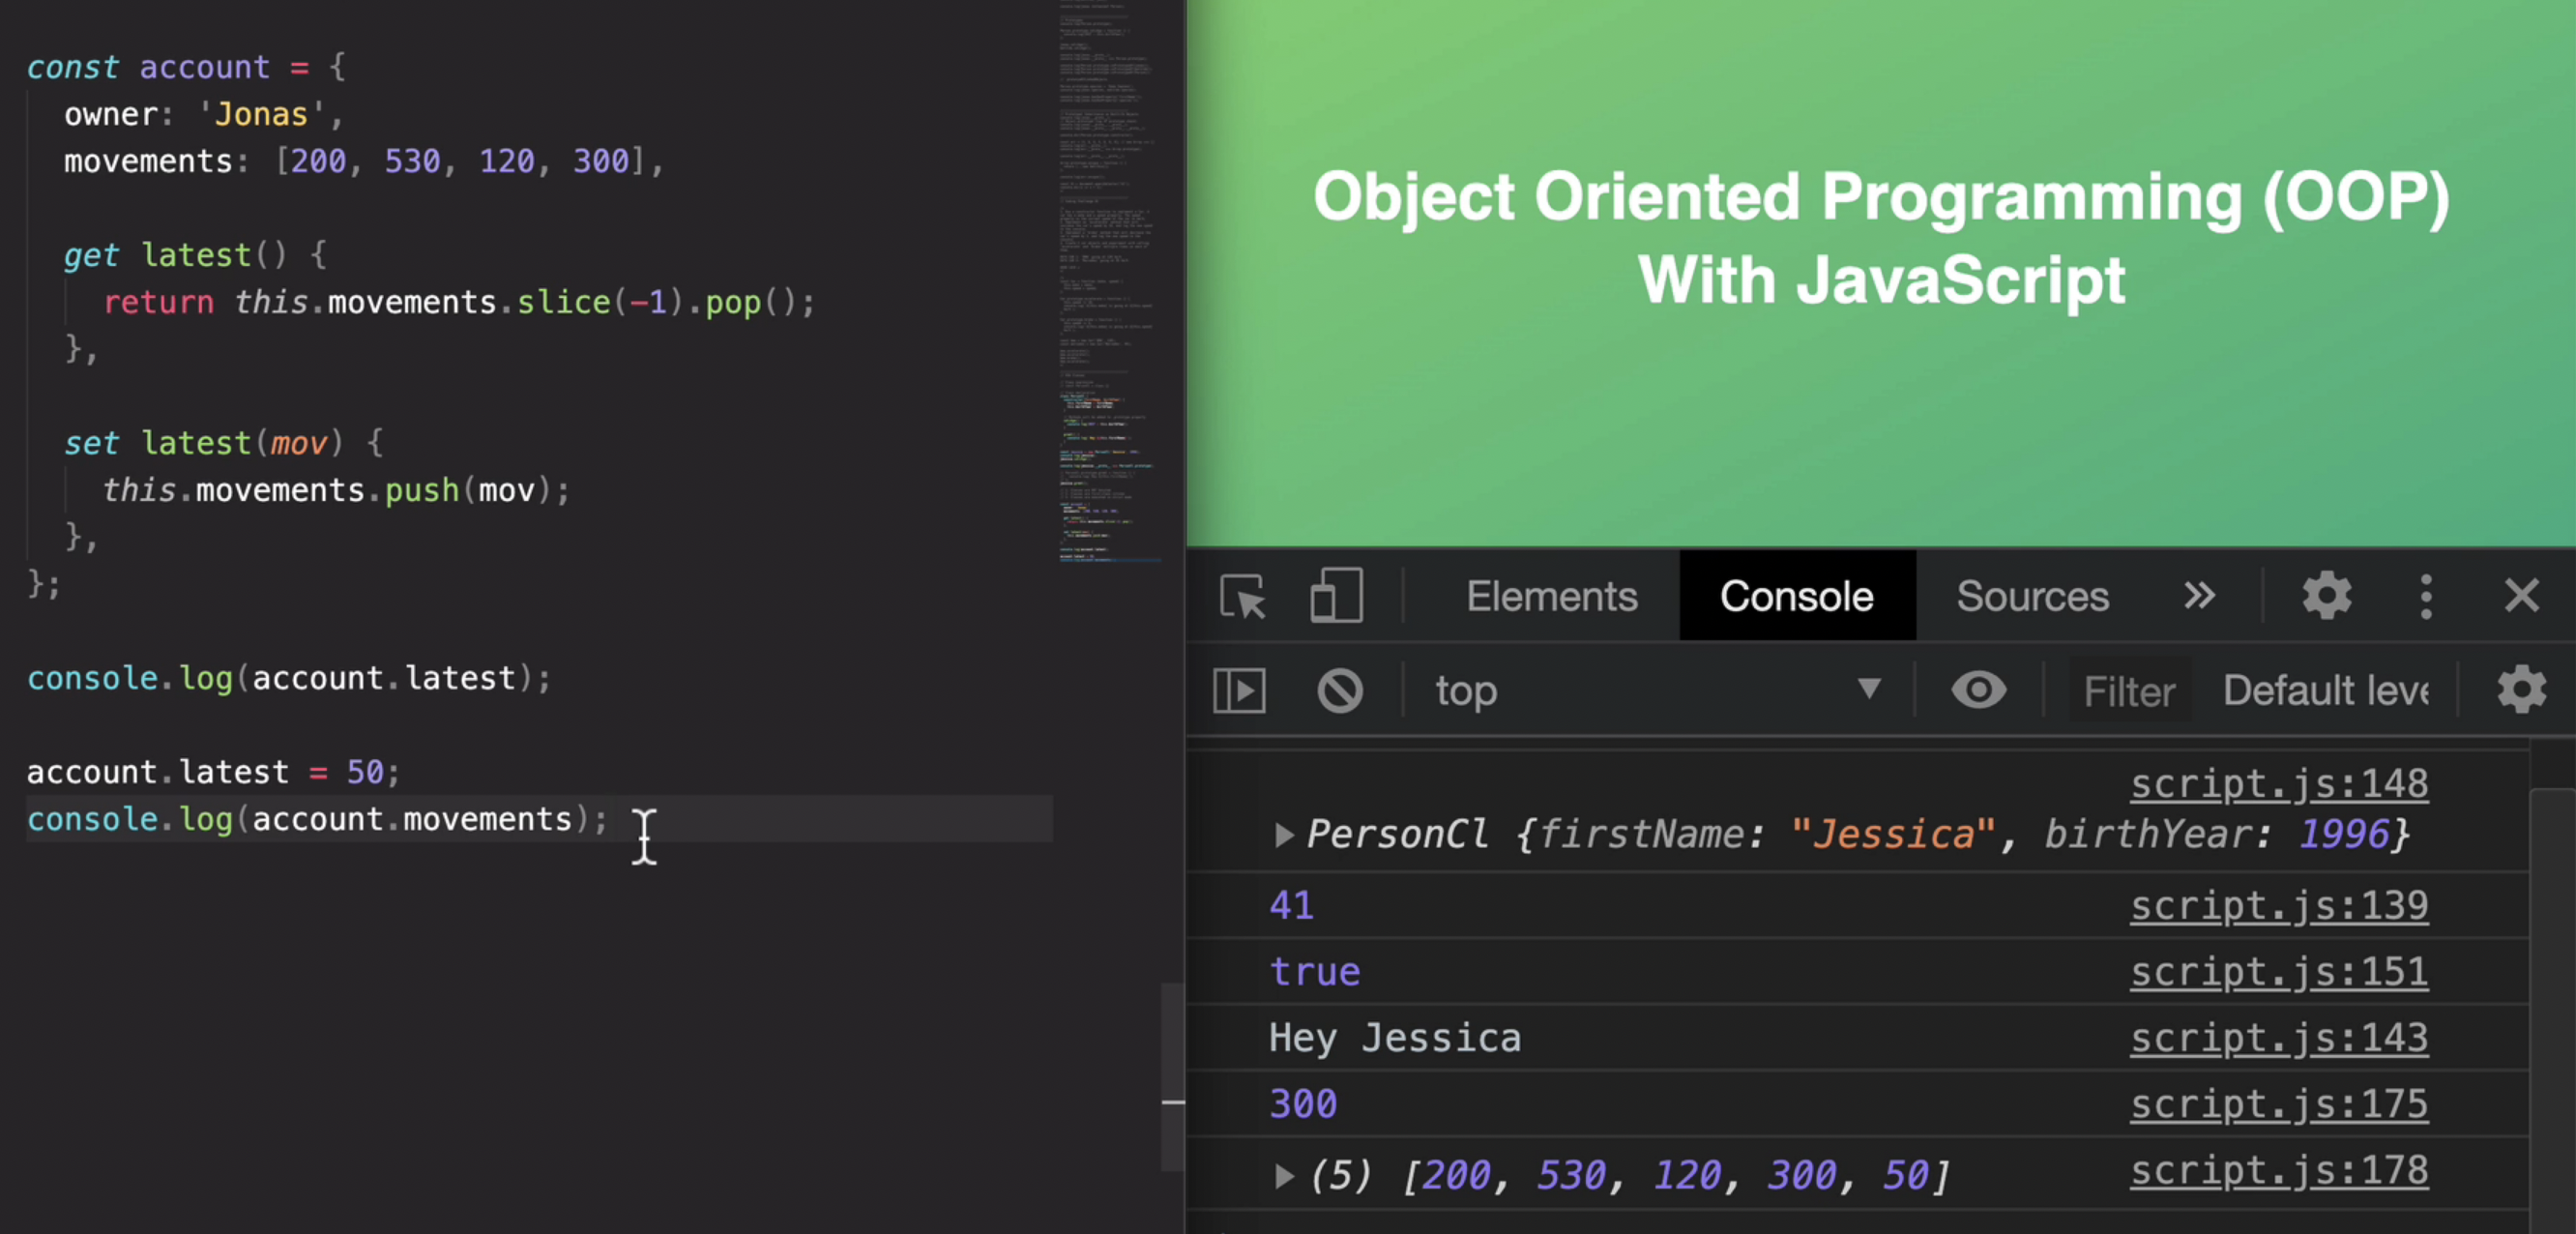 const account = {
owner: 'Jonas',
movements: [200, 530, 120, 300],
get latest() {
return this.movements.slice(-1).pop();
},
set latest(mov) {
this.movements.push(mov);
},
};
console.log(account.latest);
account.latest = 50;
console.log(account.movements);
Object Oriented Programming (OOP)
With JavaScript
Elements Console Sources
top Filter Default leve
script.js:148
PersonCl {firstName: "Jessica", birthYear: 1996}
41 script.js:139
true script.js:151
Hey Jessica script.js:143
300 script.js:175
(5) [200, 530, 120, 300, 50] script.js:178